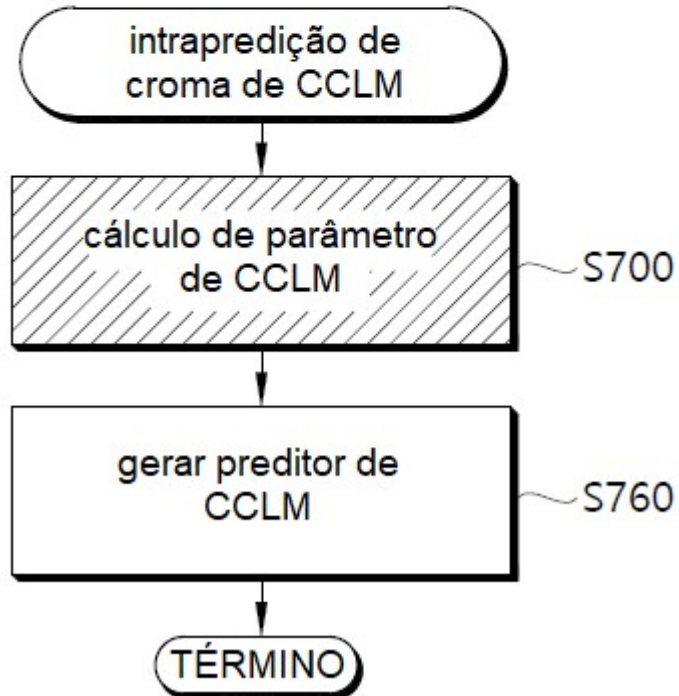 intrapredição de
croma de CCLM
cálculo de parâmetro
de CCLM
S700
gerar preditor de
CCLM
S760
TÉRMINO